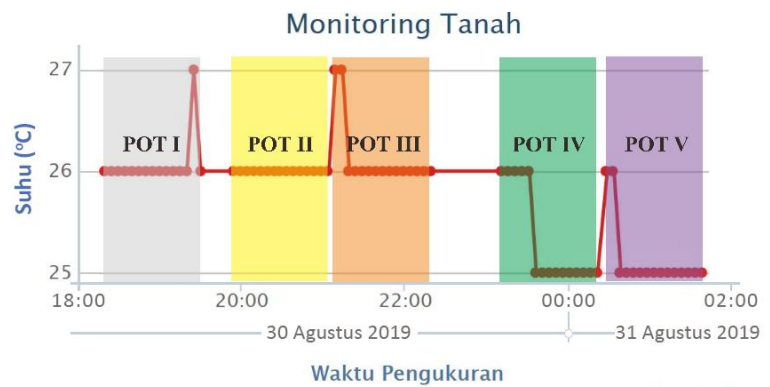 Monitoring Tanah
27
26
25
Suhu (°C)
POT I
POT II
POT III
POT IV
POT V
18:00
20:00
22:00
00:00
02:00
30 Agustus 2019
31 Agustus 2019
Waktu Pengukuran